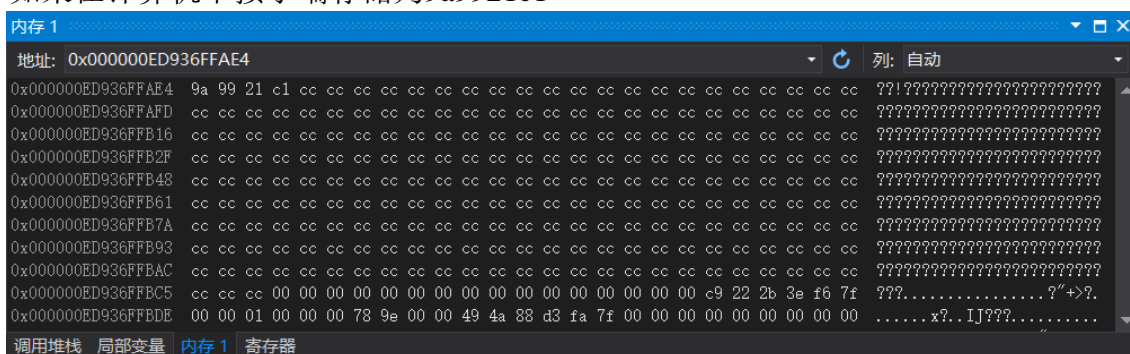 内存 1
地址: 0x000000ED936FFAE4 列: 自动
0x000000ED936FFAE4 9a 99 21 c1 cc cc cc cc cc cc cc cc cc cc cc cc cc cc cc cc cc cc cc cc cc ??!??????????????????????
0x000000ED936FFAFD cc cc cc cc cc cc cc cc cc cc cc cc cc cc cc cc cc cc cc cc cc cc cc cc cc ?????????????????????????
0x000000ED936FFB16 cc cc cc cc cc cc cc cc cc cc cc cc cc cc cc cc cc cc cc cc cc cc cc cc cc ?????????????????????????
0x000000ED936FFB2F cc cc cc cc cc cc cc cc cc cc cc cc cc cc cc cc cc cc cc cc cc cc cc cc cc ?????????????????????????
0x000000ED936FFB48 cc cc cc cc cc cc cc cc cc cc cc cc cc cc cc cc cc cc cc cc cc cc cc cc cc ?????????????????????????
0x000000ED936FFB61 cc cc cc cc cc cc cc cc cc cc cc cc cc cc cc cc cc cc cc cc cc cc cc cc cc ?????????????????????????
0x000000ED936FFB7A cc cc cc cc cc cc cc cc cc cc cc cc cc cc cc cc cc cc cc cc cc cc cc cc cc ?????????????????????????
0x000000ED936FFB93 cc cc cc cc cc cc cc cc cc cc cc cc cc cc cc cc cc cc cc cc cc cc cc cc cc ?????????????????????????
0x000000ED936FFBAC cc cc cc cc cc cc cc cc cc cc cc cc cc cc cc cc cc cc cc cc cc cc cc cc cc ?????????????????????????
0x000000ED936FFBC5 cc cc cc 00 00 00 00 00 00 00 00 00 00 00 00 00 00 00 00 c9 22 2b 3e f6 7f ???................?"+>?.
0x000000ED936FFBDE 00 00 01 00 00 00 78 9e 00 00 49 4a 88 d3 fa 7f 00 00 00 00 00 00 00 00 00 ......x?..IJ???..........
调用堆栈 局部变量 内存 1 寄存器